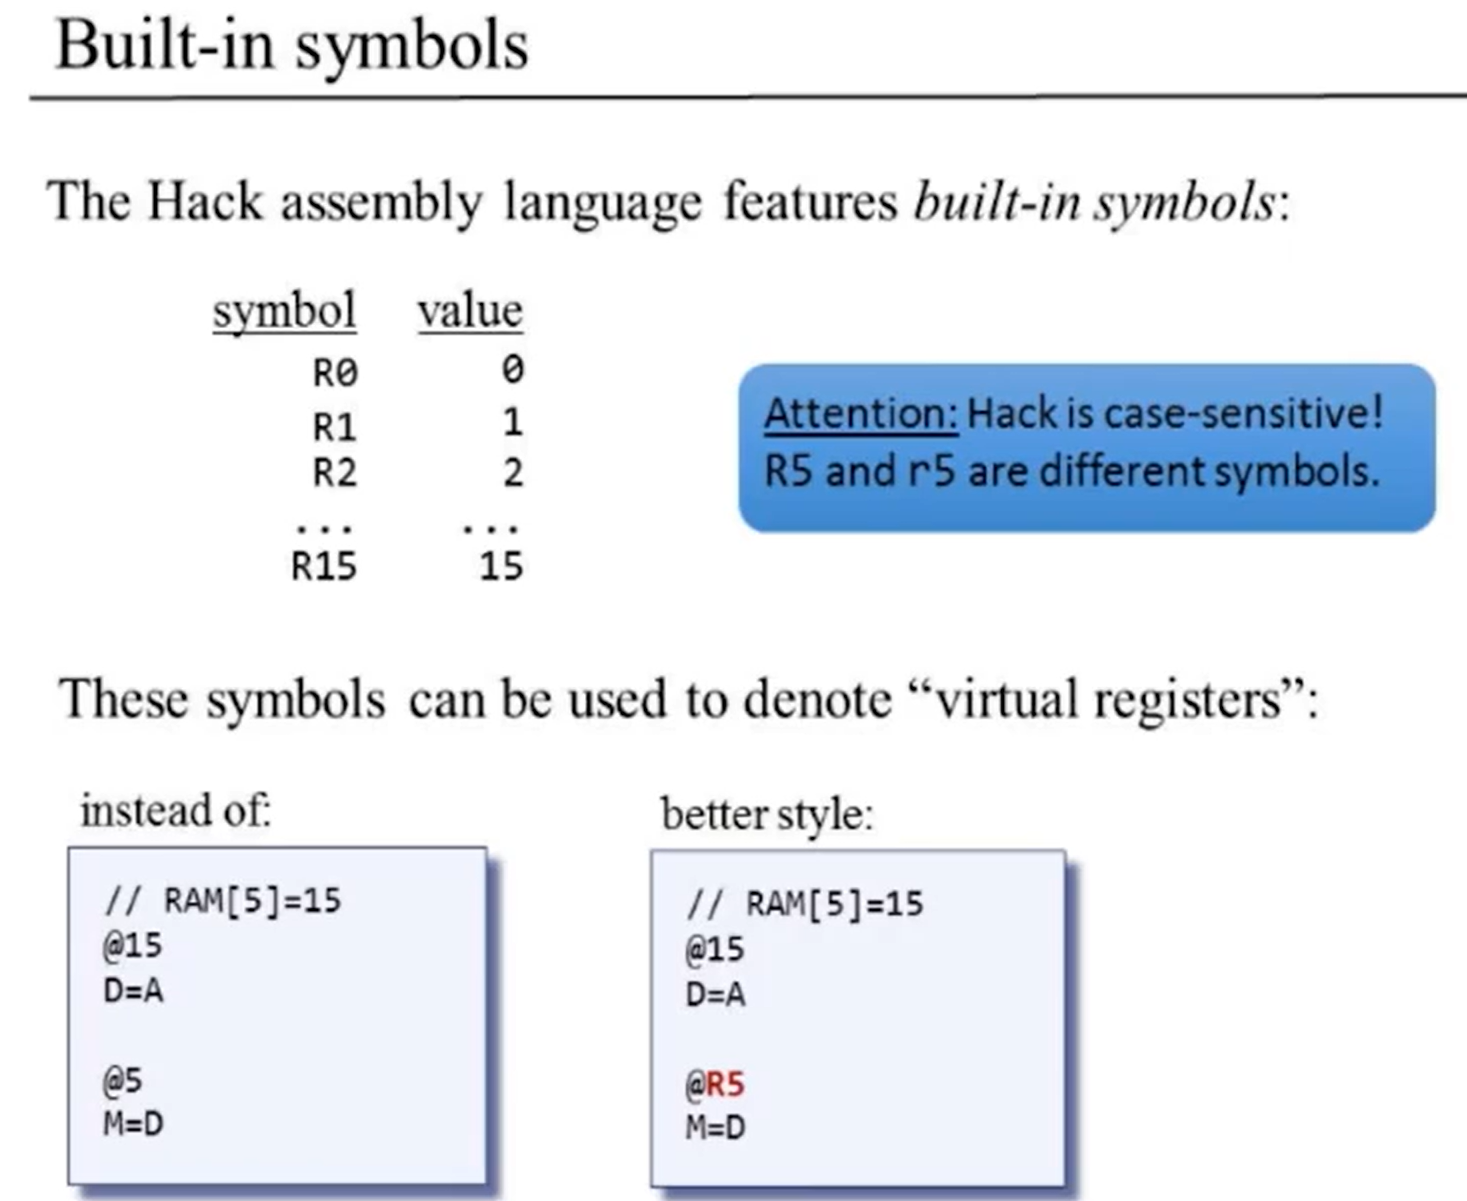 Built-in symbols
The Hack assembly language features built-in symbols:
symbol value
R0 0
R1 1
R2 2
... ...
R15 15
Attention: Hack is case-sensitive!
R5 and r5 are different symbols.
These symbols can be used to denote “virtual registers”:
instead of:
// RAM[5]=15
@15
D=A
@5
M=D
better style:
// RAM[5]=15
@15
D=A
@R5
M=D